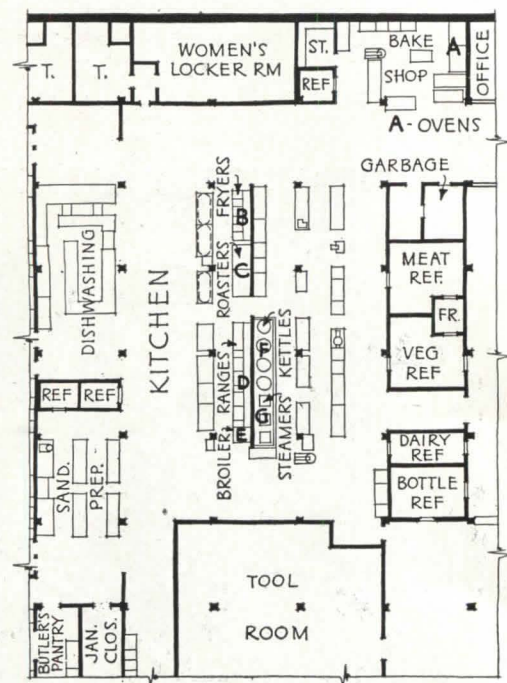 T.
T.
WOMEN'S
LOCKER RM
ST.
REF
BAKE
SHOP
A
OFFICE
A - OVENS
GARBAGE
DISHWASHING
KITCHEN
ROASTERS
FRYERS
B
C
MEAT
REF.
FR.
VEG
REF
BROILER
RANGES
D
E
F
G
STEAMERS
KETTLES
REF
REF
SAND.
PREP.
DAIRY
REF
BOTTLE
REF
TOOL
ROOM
BUTLER'S
PANTRY
JAN.
CLOS.